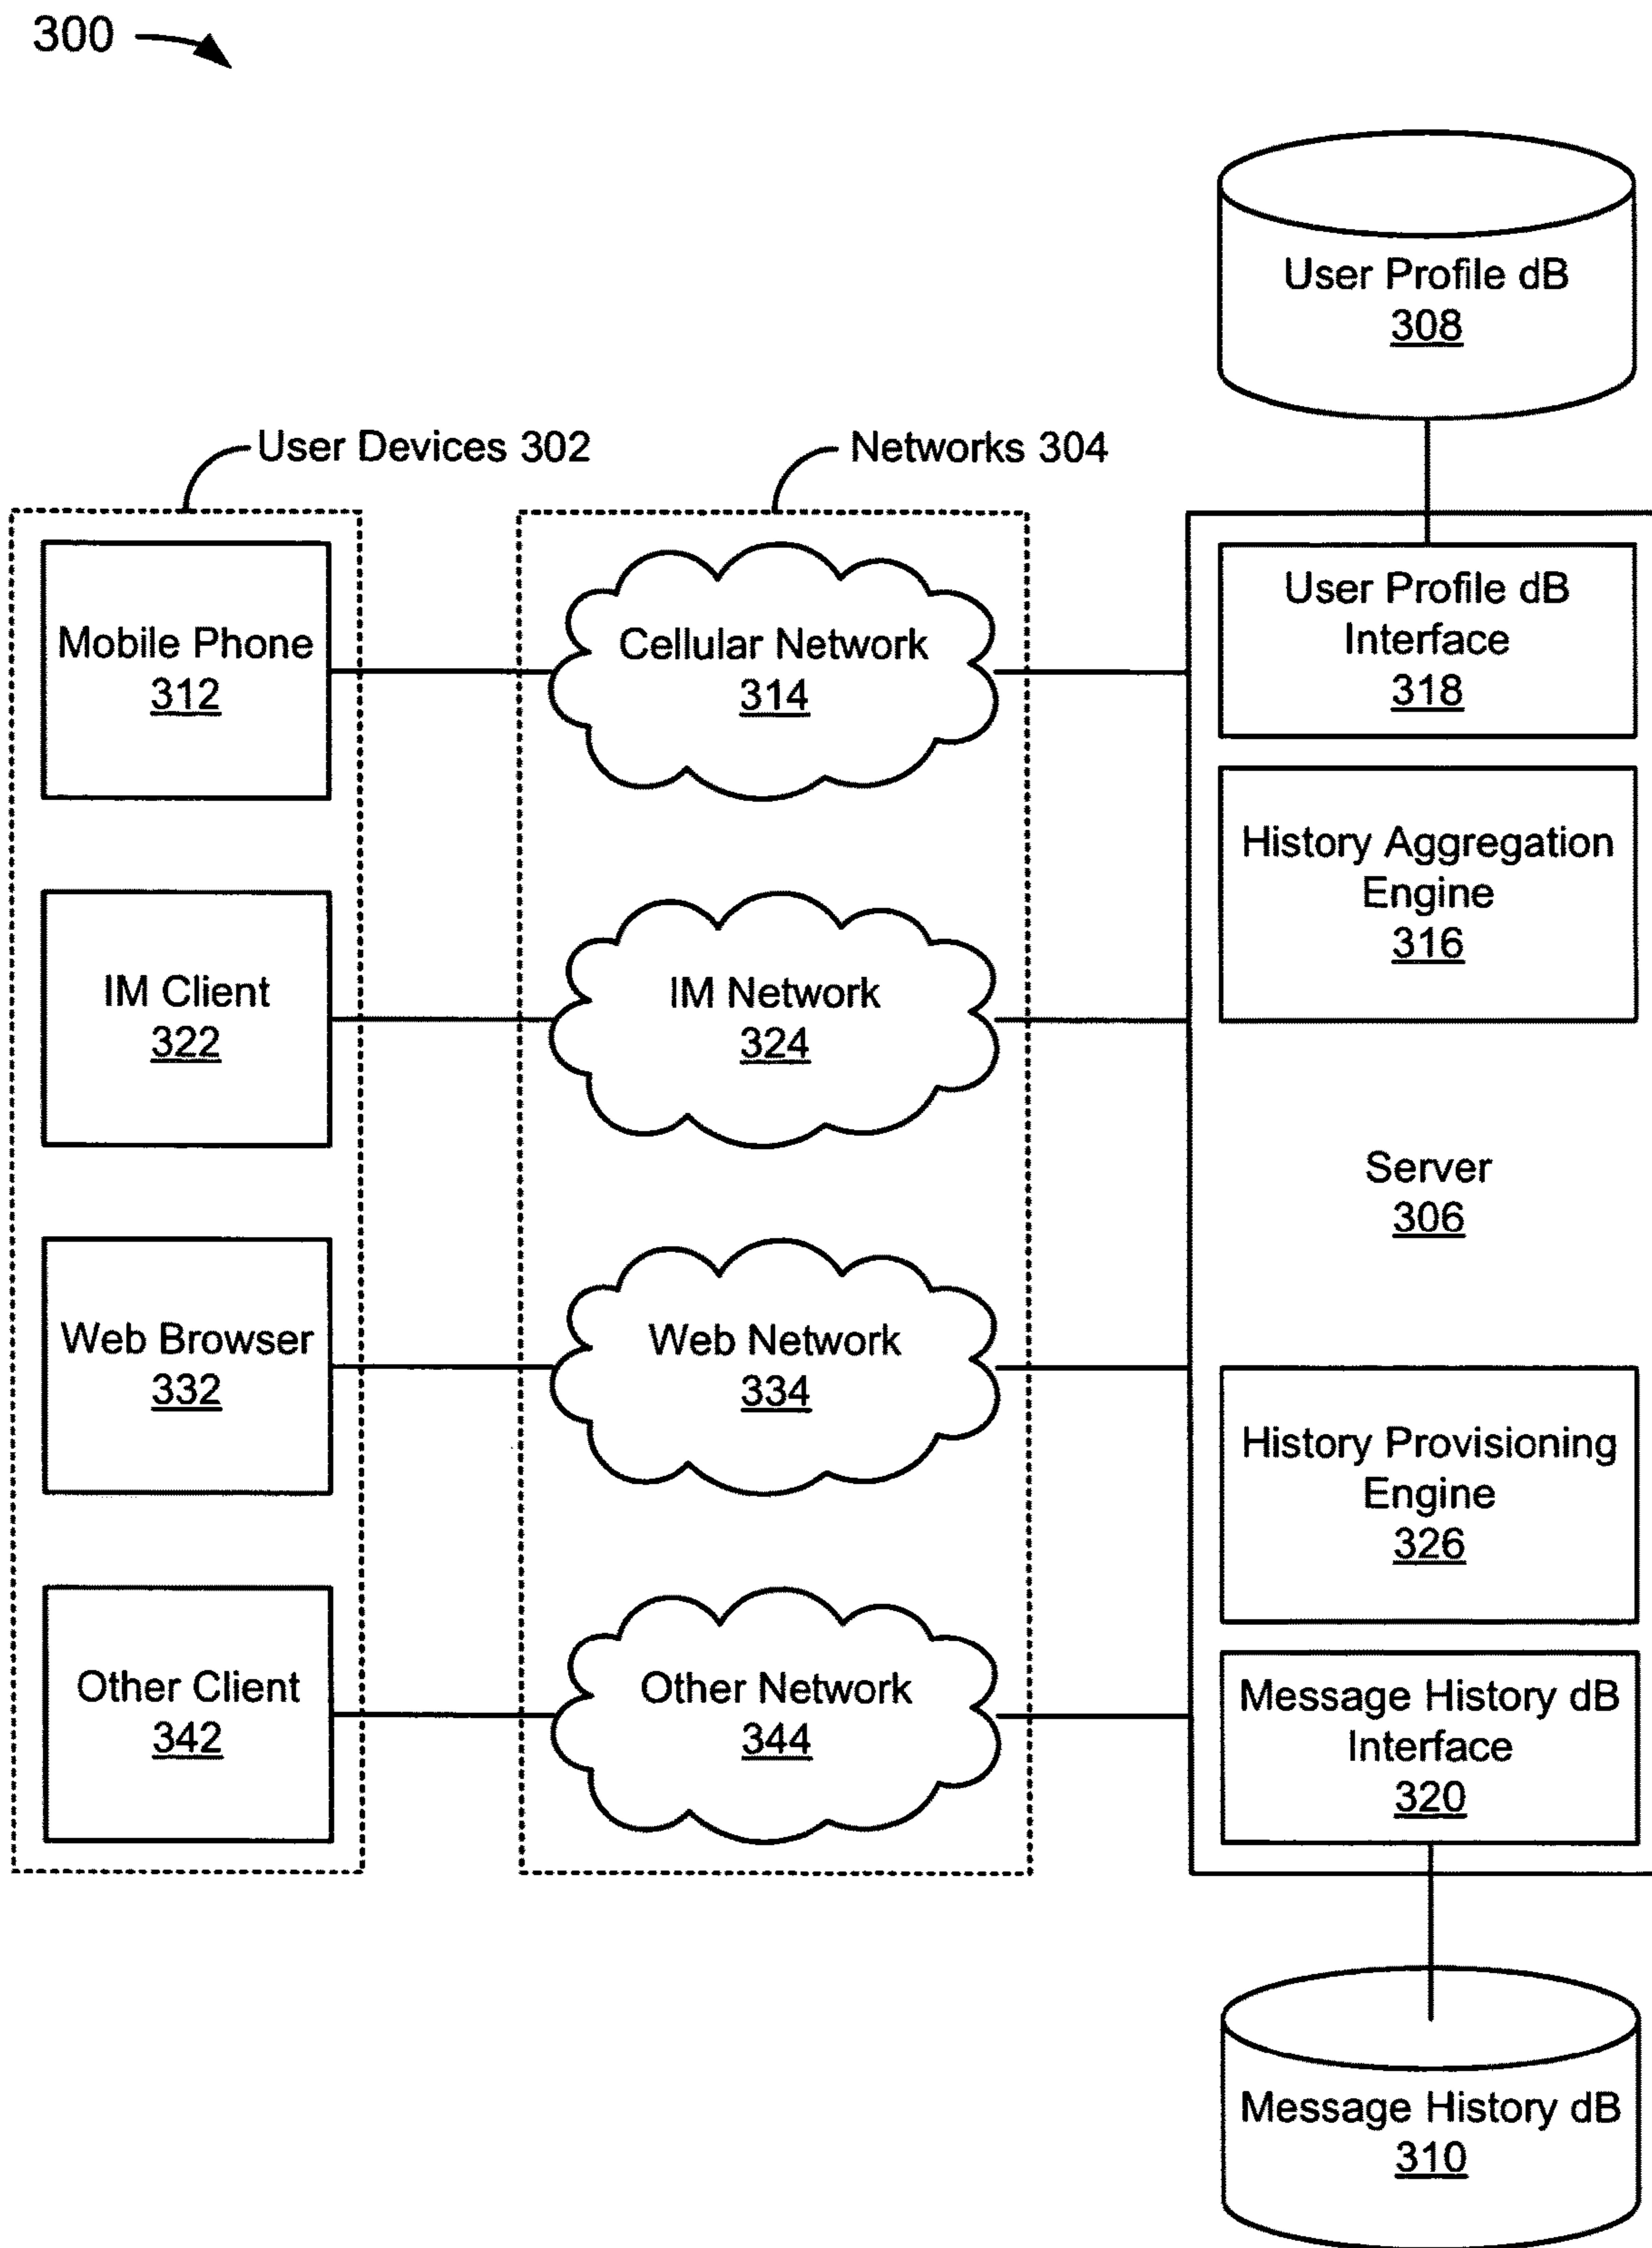 300
User Profile dB
308
User Devices 302
Networks 304
Mobile Phone
312
Cellular Network
314
User Profile dB
Interface
318
History Aggregation
Engine
316
IM Client
322
IM Network
324
Server
306
Web Browser
332
Web Network
334
History Provisioning
Engine
326
Other Client
342
Other Network
344
Message History dB
Interface
320
Message History dB
310